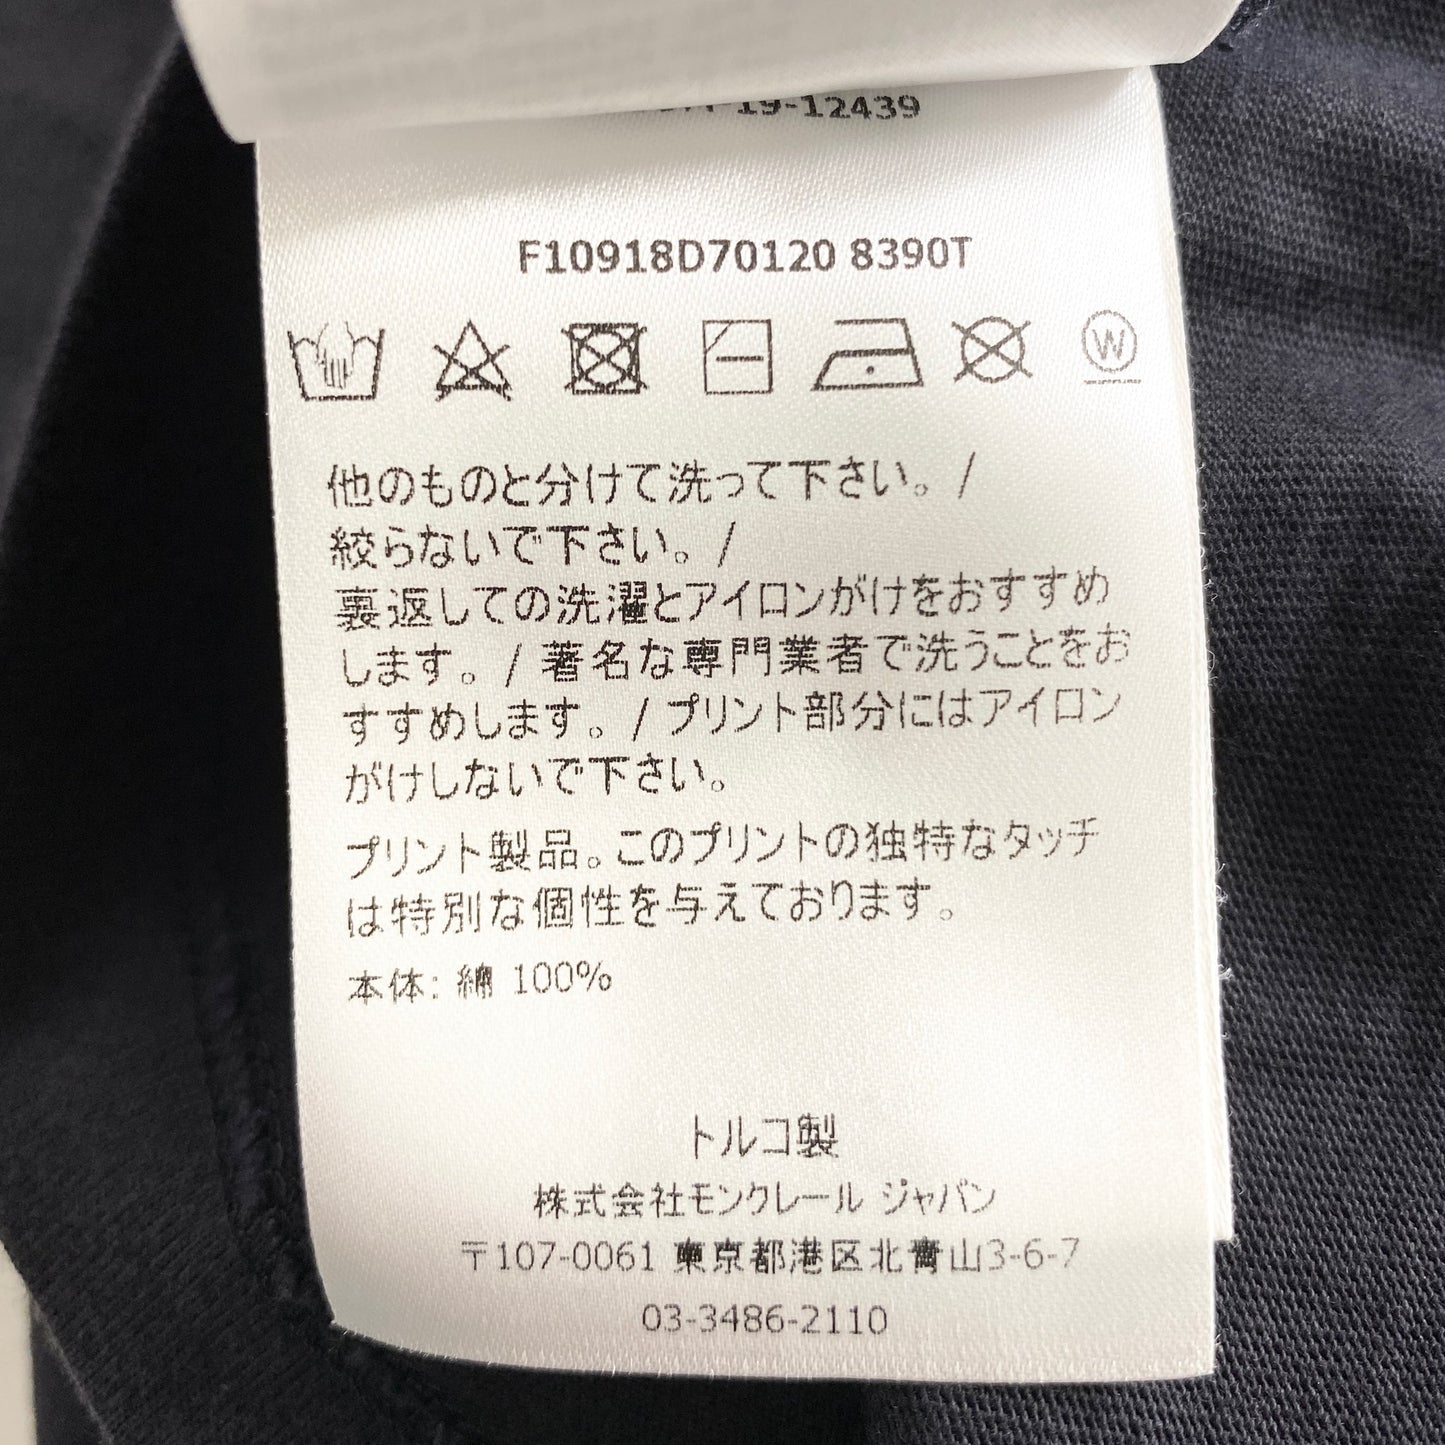 19-12439
F10918D70120 8390T
W
他のものと分けて洗って下さい。/
絞らないで下さい。/
裏返しての洗濯とアイロンがけをおすすめ
します。/ 著名な専門業者で洗うことをお
すすめします。/ プリント部分にはアイロン
がけしないで下さい。
プリント製品。このプリントの独特なタッチ
は特別な個性を与えております。
本体: 綿 100%
トルコ製
株式会社モンクレール ジャパン
〒107-0061 東京都港区北青山3-6-7
03-3486-2110